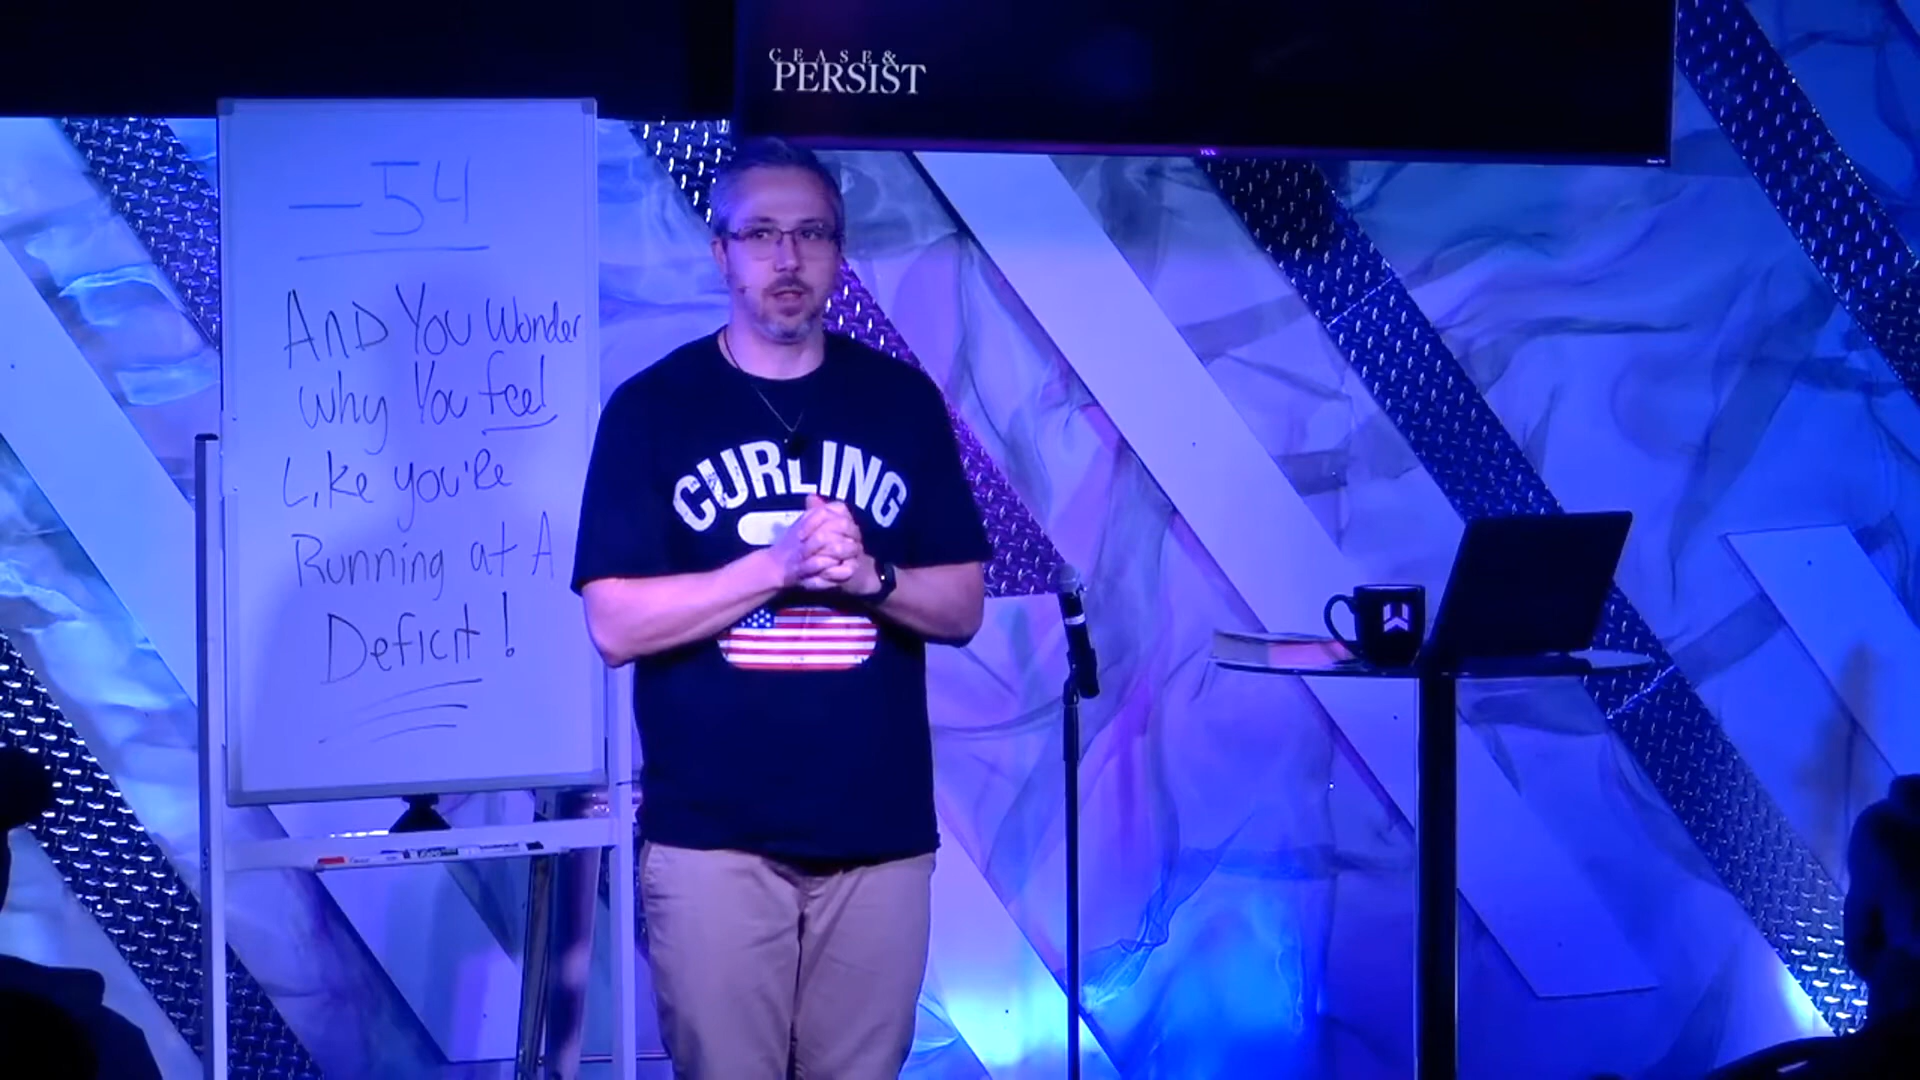 CEASE &
PERSIST
-54
AND You Wonder
why You feel
Like you're
Running at A
Deficit!
CURLING